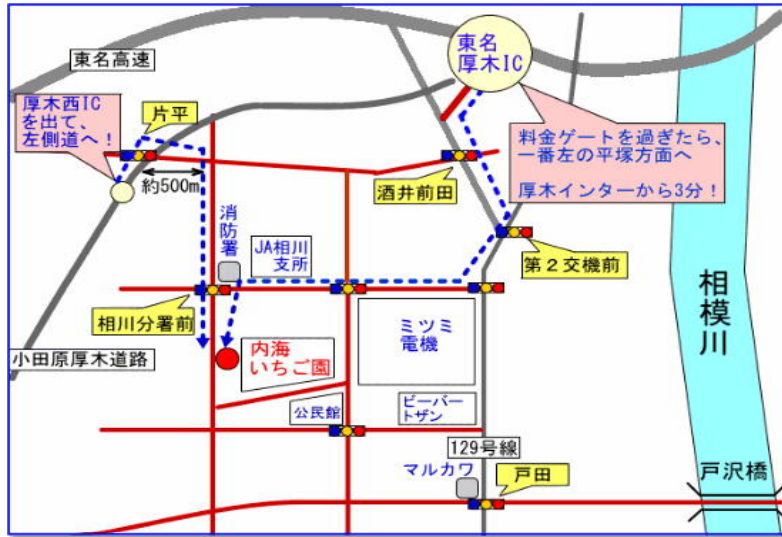 東名高速
東名
厚木IC
厚木西IC
を出て、
左側道へ！
片平
料金ゲートを過ぎたら、
一番左の平塚方面へ
厚木インターから3分！
酒井前田
約500m
消防署
JA相川
支所
第２交機前
相川分署前
ミツミ
電機
相模川
小田原厚木道路
内海
いちご園
公民館
ビーバー
トザン
129号線
マルカワ
戸田
戸沢橋